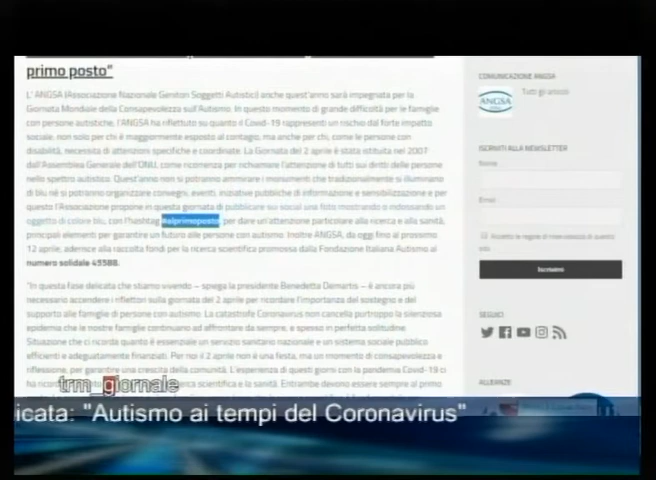 primo posto"
L' ANGSA (Associazione Nazionale Genitori Soggetti Autistici) anche quest'anno sarà impegnata per la
Giornata Mondiale della Consapevolezza sull'Autismo. In questo momento di grande difficoltà per le famiglie
con persone autistiche, l'ANGSA ha riflettuto su quanto il Covid-19 rappresenti un rischio dal forte impatto
sociale, non solo per chi è maggiormente esposto al contagio, ma anche per chi, come le persone con
disabilità, necessita di attenzioni specifiche e coordinate. La Giornata del 2 aprile è stata istituita nel 2007
dall'Assemblea Generale dell'ONU, come ricorrenza per richiamare l'attenzione di tutti sui diritti delle persone
nello spettro autistico. Quest'anno non si potranno ammirare i monumenti che tradizionalmente si illuminano
di blu né si potranno organizzare convegni, eventi, iniziative pubbliche di informazione e sensibilizzazione e per
questo l'Associazione propone in questa giornata di pubblicare sui social una foto mostrando o indossando un
oggetto di colore blu, con l'hashtag #alprimoposto, per dare un'attenzione particolare alla ricerca e alla sanità,
principali elementi per garantire un futuro alle persone con autismo. Inoltre ANGSA, da oggi fino al prossimo
12 aprile, aderisce alla raccolta fondi per la ricerca scientifica promossa dalla Fondazione Italiana Autismo al
numero solidale 45588.
"In questa fase delicata che stiamo vivendo – spiega la presidente Benedetta Demartis – è ancora più
necessario accendere i riflettori sulla giornata del 2 aprile per ricordare l'importanza del sostegno e del
supporto alle famiglie di persone con autismo. La catastrofe Coronavirus non cancella purtroppo la silenziosa
epidemia che le nostre famiglie continuano ad affrontare da sempre, e spesso in perfetta solitudine.
Situazione che ci ricorda quanto è essenziale un servizio sanitario nazionale e un sistema sociale pubblico
efficienti e adeguatamente finanziati. Per noi il 2 aprile non è una festa, ma un momento di consapevolezza e
riflessione, per garantire una crescita della comunità. L'esperienza di questi giorni con la pandemia Covid-19 ci
ha ricerca scientifica e la sanità. Entrambe devono essere sempre al primo
COMUNICAZIONE ANGSA
ANGSA
Tutti gli articoli
ISCRIVITI ALLA NEWSLETTER
Nome
Email
Accetto le regole di riservatezza di questo
sito
Iscrivimi
SEGUICI
ALLEANZE
trm_giornale
icata: "Autismo ai tempi del Coronavirus"